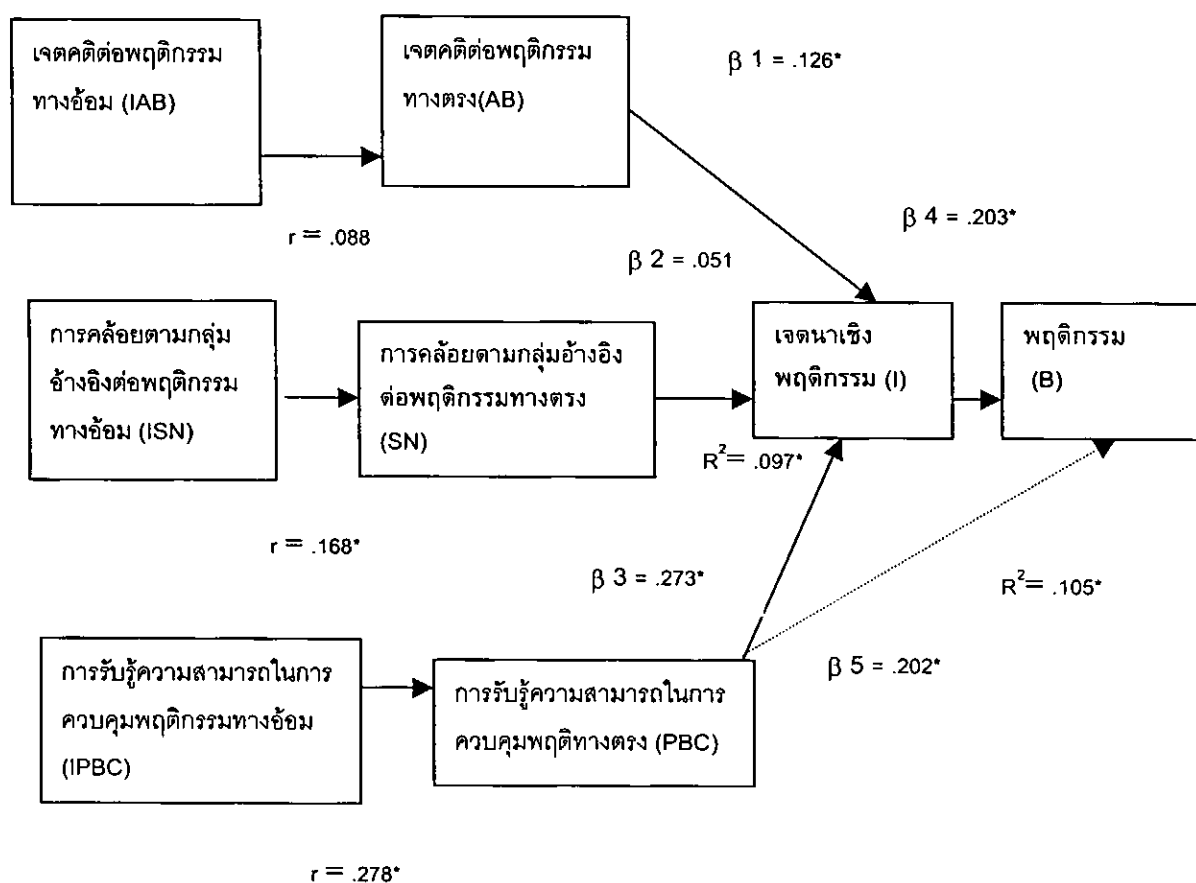 เจตคติต่อพฤติกรรม
ทางอ้อม (IAB)
เจตคติต่อพฤติกรรม
ทางตรง(AB)
β 1 = .126*
r = .088
β 4 = .203*
β 2 = .051
การคล้อยตามกลุ่ม
อ้างอิงต่อพฤติกรรม
ทางอ้อม (ISN)
การคล้อยตามกลุ่มอ้างอิง
ต่อพฤติกรรมทางตรง
(SN)
เจตนาเชิง
พฤติกรรม (I)
พฤติกรรม
(B)
R²= .097*
r = .168*
β 3 = .273*
R²= .105*
การรับรู้ความสามารถในการ
ควบคุมพฤติกรรมทางอ้อม
(IPBC)
การรับรู้ความสามารถในการ
ควบคุมพฤติทางตรง (PBC)
β 5 = .202*
r = .278*